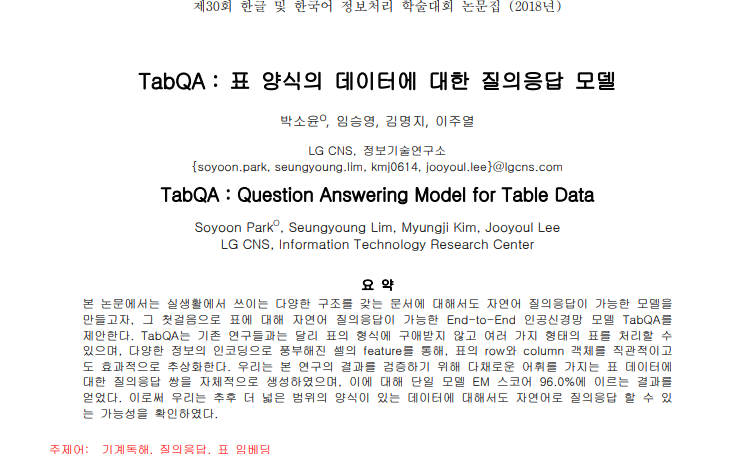 제30회 한글 및 한국어 정보처리 학술대회 논문집 (2018년)
TabQA : 표 양식의 데이터에 대한 질의응답 모델
박소윤O, 임승영, 김명지, 이주열
LG CNS, 정보기술연구소
{soyoon.park, seungyoung.lim, kmj0614, jooyoul.lee}@lgcns.com
TabQA : Question Answering Model for Table Data
Soyoon ParkO, Seungyoung Lim, Myungji Kim, Jooyoul Lee
LG CNS, Information Technology Research Center
요 약
본 논문에서는 실생활에서 쓰이는 다양한 구조를 갖는 문서에 대해서도 자연어 질의응답이 가능한 모델을
만들고자, 그 첫걸음으로 표에 대해 자연어 질의응답이 가능한 End-to-End 인공신경망 모델 TabQA를
제안한다. TabQA는 기존 연구들과는 달리 표의 형식에 구애받지 않고 여러 가지 형태의 표를 처리할 수
있으며, 다양한 정보의 인코딩으로 풍부해진 셀의 feature를 통해, 표의 row와 column 객체를 직관적이고
도 효과적으로 추상화한다. 우리는 본 연구의 결과를 검증하기 위해 다채로운 어휘를 가지는 표 데이터에
대한 질의응답 쌍을 자체적으로 생성하였으며, 이에 대해 단일 모델 EM 스코어 96.0%에 이르는 결과를
얻었다. 이로써 우리는 추후 더 넓은 범위의 양식이 있는 데이터에 대해서도 자연어로 질의응답 할 수 있
는 가능성을 확인하였다.
주제어: 기계독해, 질의응답, 표 임베딩